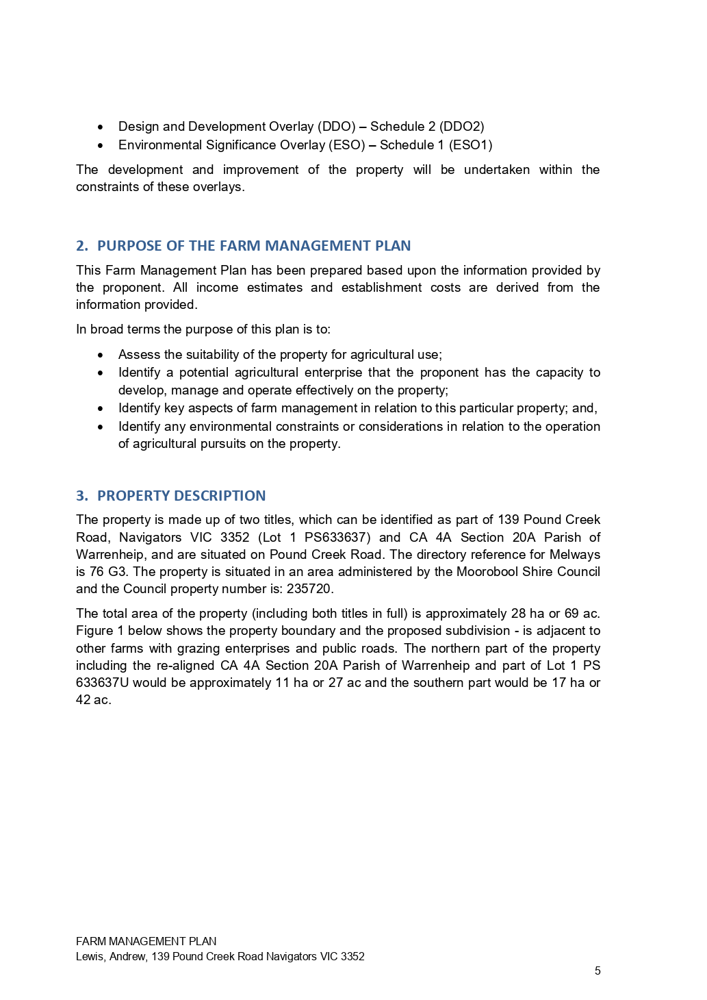 • Design and Development Overlay (DDO) – Schedule 2 (DDO2)
• Environmental Significance Overlay (ESO) – Schedule 1 (ESO1)
The development and improvement of the property will be undertaken within the
constraints of these overlays.
2. PURPOSE OF THE FARM MANAGEMENT PLAN
This Farm Management Plan has been prepared based upon the information provided by
the proponent. All income estimates and establishment costs are derived from the
information provided.
In broad terms the purpose of this plan is to:
• Assess the suitability of the property for agricultural use;
• Identify a potential agricultural enterprise that the proponent has the capacity to
develop, manage and operate effectively on the property;
• Identify key aspects of farm management in relation to this particular property; and,
• Identify any environmental constraints or considerations in relation to the operation
of agricultural pursuits on the property.
3. PROPERTY DESCRIPTION
The property is made up of two titles, which can be identified as part of 139 Pound Creek
Road, Navigators VIC 3352 (Lot 1 PS633637) and CA 4A Section 20A Parish of
Warrenheip, and are situated on Pound Creek Road. The directory reference for Melways
is 76 G3. The property is situated in an area administered by the Moorobool Shire Council
and the Council property number is: 235720.
The total area of the property (including both titles in full) is approximately 28 ha or 69 ac.
Figure 1 below shows the property boundary and the proposed subdivision - is adjacent to
other farms with grazing enterprises and public roads. The northern part of the property
including the re-aligned CA 4A Section 20A Parish of Warrenheip and part of Lot 1 PS
633637U would be approximately 11 ha or 27 ac and the southern part would be 17 ha or
42 ac.
FARM MANAGEMENT PLAN
Lewis, Andrew, 139 Pound Creek Road Navigators VIC 3352
5